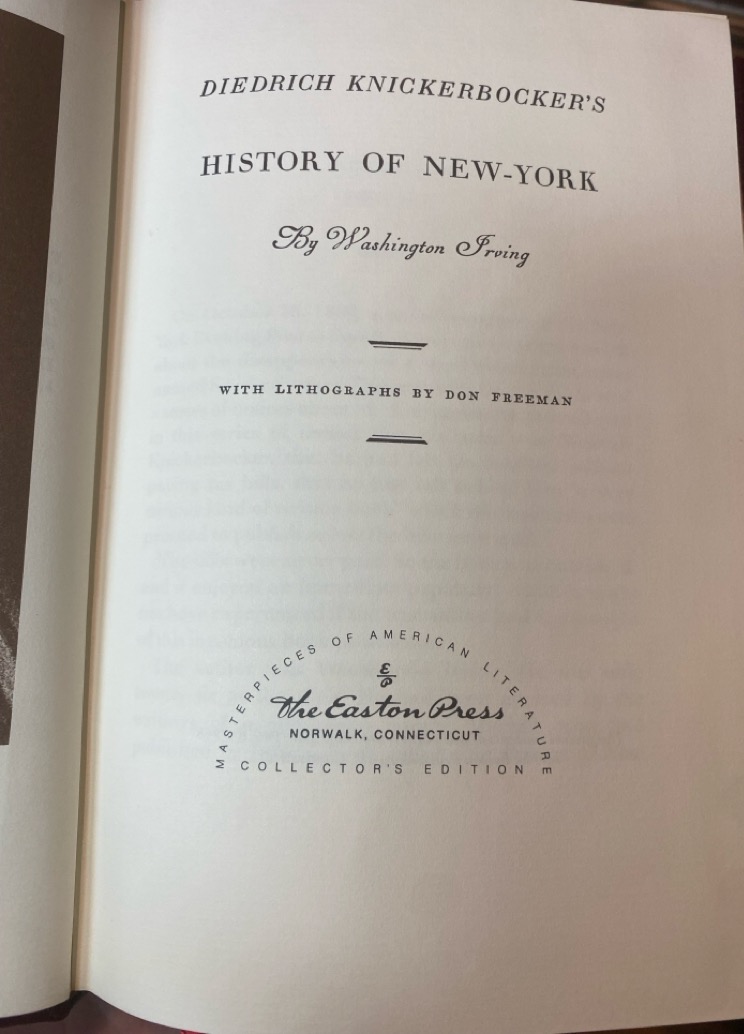 DIEDRICH KNICKERBOCKER'S
HISTORY OF NEW-YORK
By Washington Irving
WITH LITHOGRAPHS BY DON FREEMAN
MASTERPIECES OF AMERICAN LITERATURE
E/P
The Easton Press
NORWALK, CONNECTICUT
COLLECTOR'S EDITION